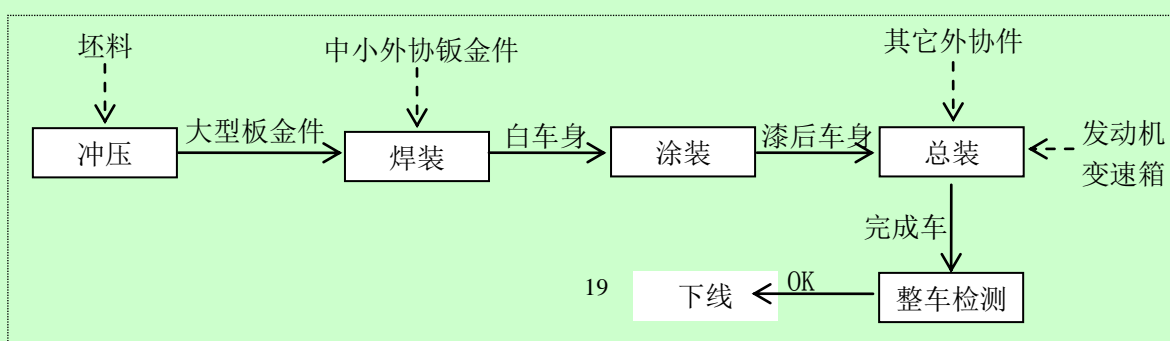 坯料
中小外协钣金件
其它外协件
冲压
大型板金件
焊装
白车身
涂装
漆后车身
总装
发动机
变速箱
完成车
19
下线
OK
整车检测